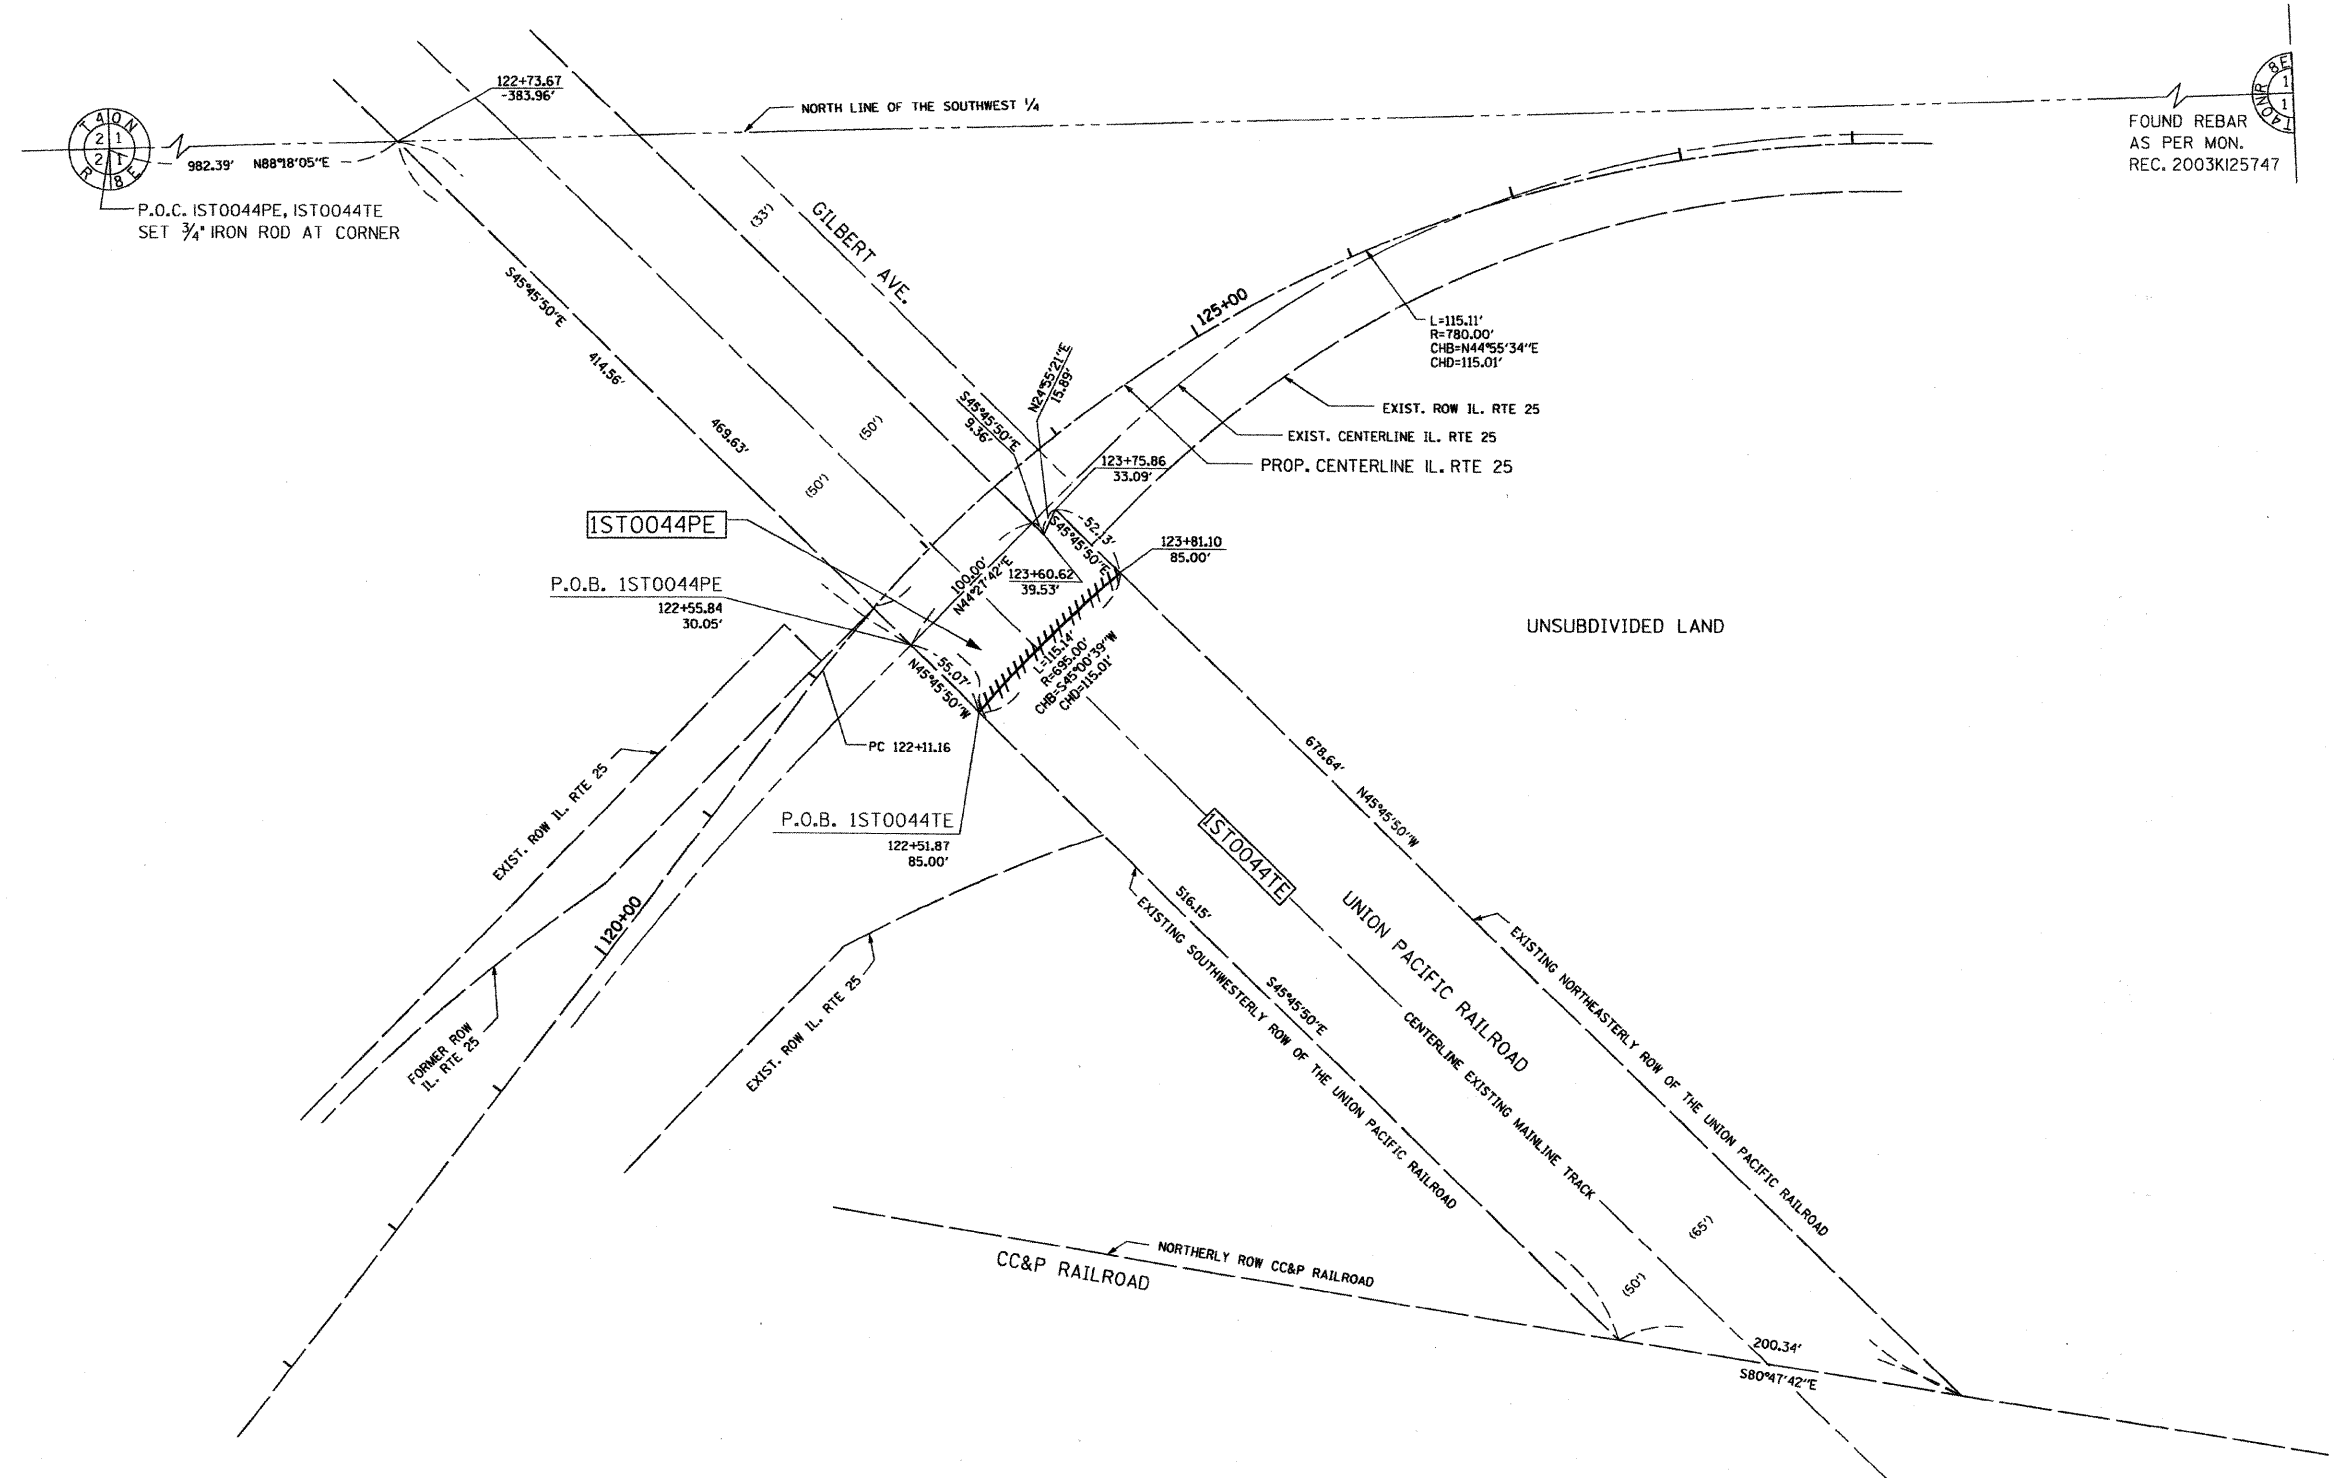 122+73.67
-383.96'
NORTH LINE OF THE SOUTHWEST 1/4
T40N
2 1
2 1
R 8E
982.39' N88°18'05"E
P.O.C. 1ST0044PE, 1ST0044TE
SET 3/4" IRON ROD AT CORNER
T40NR 8E
1
1
FOUND REBAR
AS PER MON.
REC. 2003K125747
(33')
GILBERT AVE.
S45°45'50"E
414.56'
469.63'
(50')
(50')
125+00
L=115.11'
R=780.00'
CHB=N44°55'34"E
CHD=115.01'
N24°55'21"E
15.89'
S45°45'50"E
9.36'
EXIST. ROW IL. RTE 25
EXIST. CENTERLINE IL. RTE 25
PROP. CENTERLINE IL. RTE 25
123+75.86
33.09'
1ST0044PE
52.13'
S45°45'50"E
123+81.10
85.00'
100.00'
N44°27'42"E
123+60.62
39.53'
P.O.B. 1ST0044PE
122+55.84
30.05'
UNSUBDIVIDED LAND
55.07'
N45°45'50"W
L=115.14'
R=695.00'
CHB=S45°00'39"W
CHD=115.01'
PC 122+11.16
EXIST. ROW IL. RTE 25
P.O.B. 1ST0044TE
122+51.87
85.00'
678.64'
N45°45'50"W
1ST0044TE
120+00
516.15'
S45°45'50"E
EXISTING SOUTHWESTERLY ROW OF THE UNION PACIFIC RAILROAD
UNION PACIFIC RAILROAD
CENTERLINE EXISTING MAINLINE TRACK
EXISTING NORTHEASTERLY ROW OF THE UNION PACIFIC RAILROAD
EXIST. ROW IL. RTE 25
FORMER ROW
IL. RTE 25
(65')
(50')
NORTHERLY ROW CC&P RAILROAD
CC&P RAILROAD
200.34'
S80°47'42"E